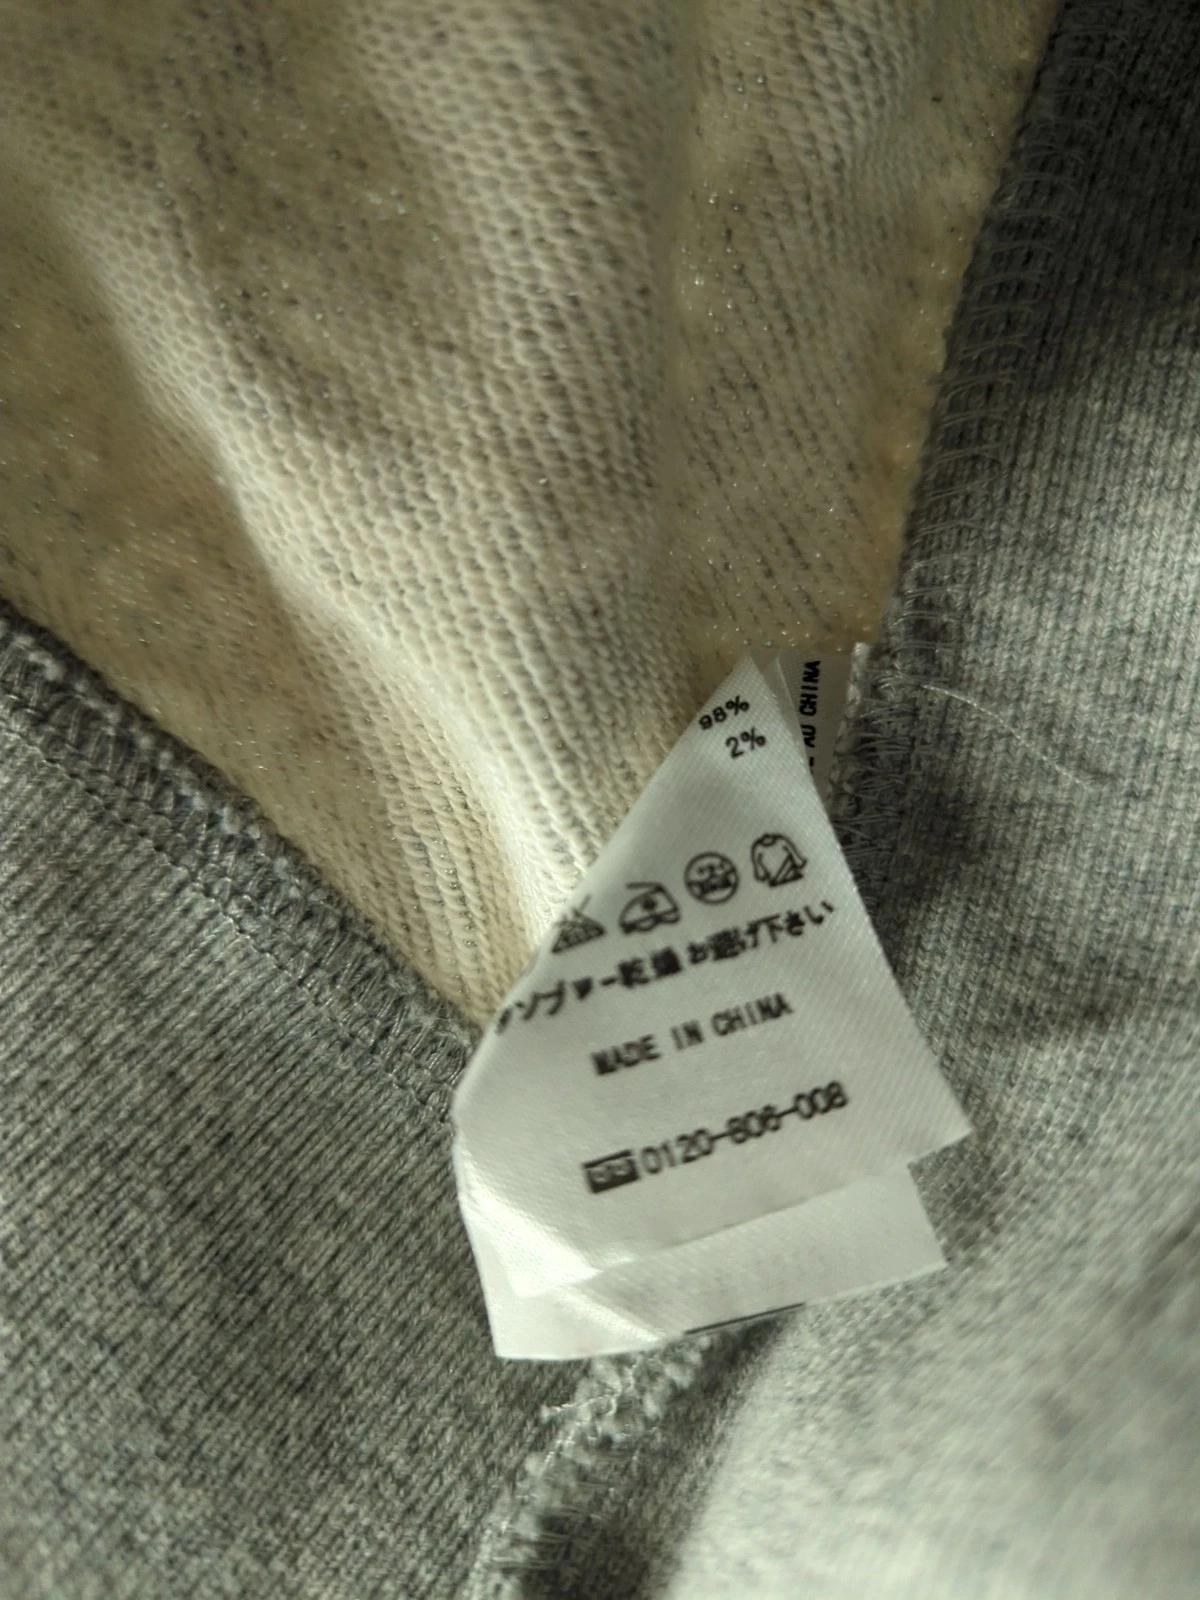 98%
2%
タンブラー乾燥 お避け下さい
MADE IN CHINA
0120-806-008
CHINA